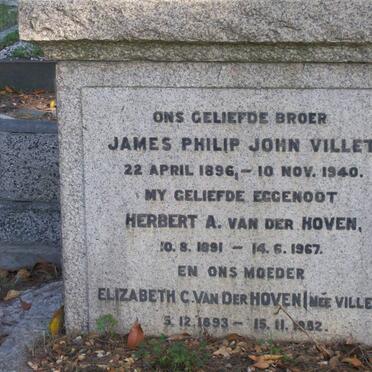 ONS GELIEFDE BROER
JAMES PHILIP JOHN VILLET
22 APRIL 1896, – 10 NOV. 1940.
MY GELIEFDE EGGENOOT
HERBERT A. VAN DER HOVEN,
10. 8. 1891 – 14. 6. 1967.
EN ONS MOEDER
ELIZABETH C. VAN DER HOVEN (NÉE VILLE
5. 12. 1893 – 15. 11. 1982.